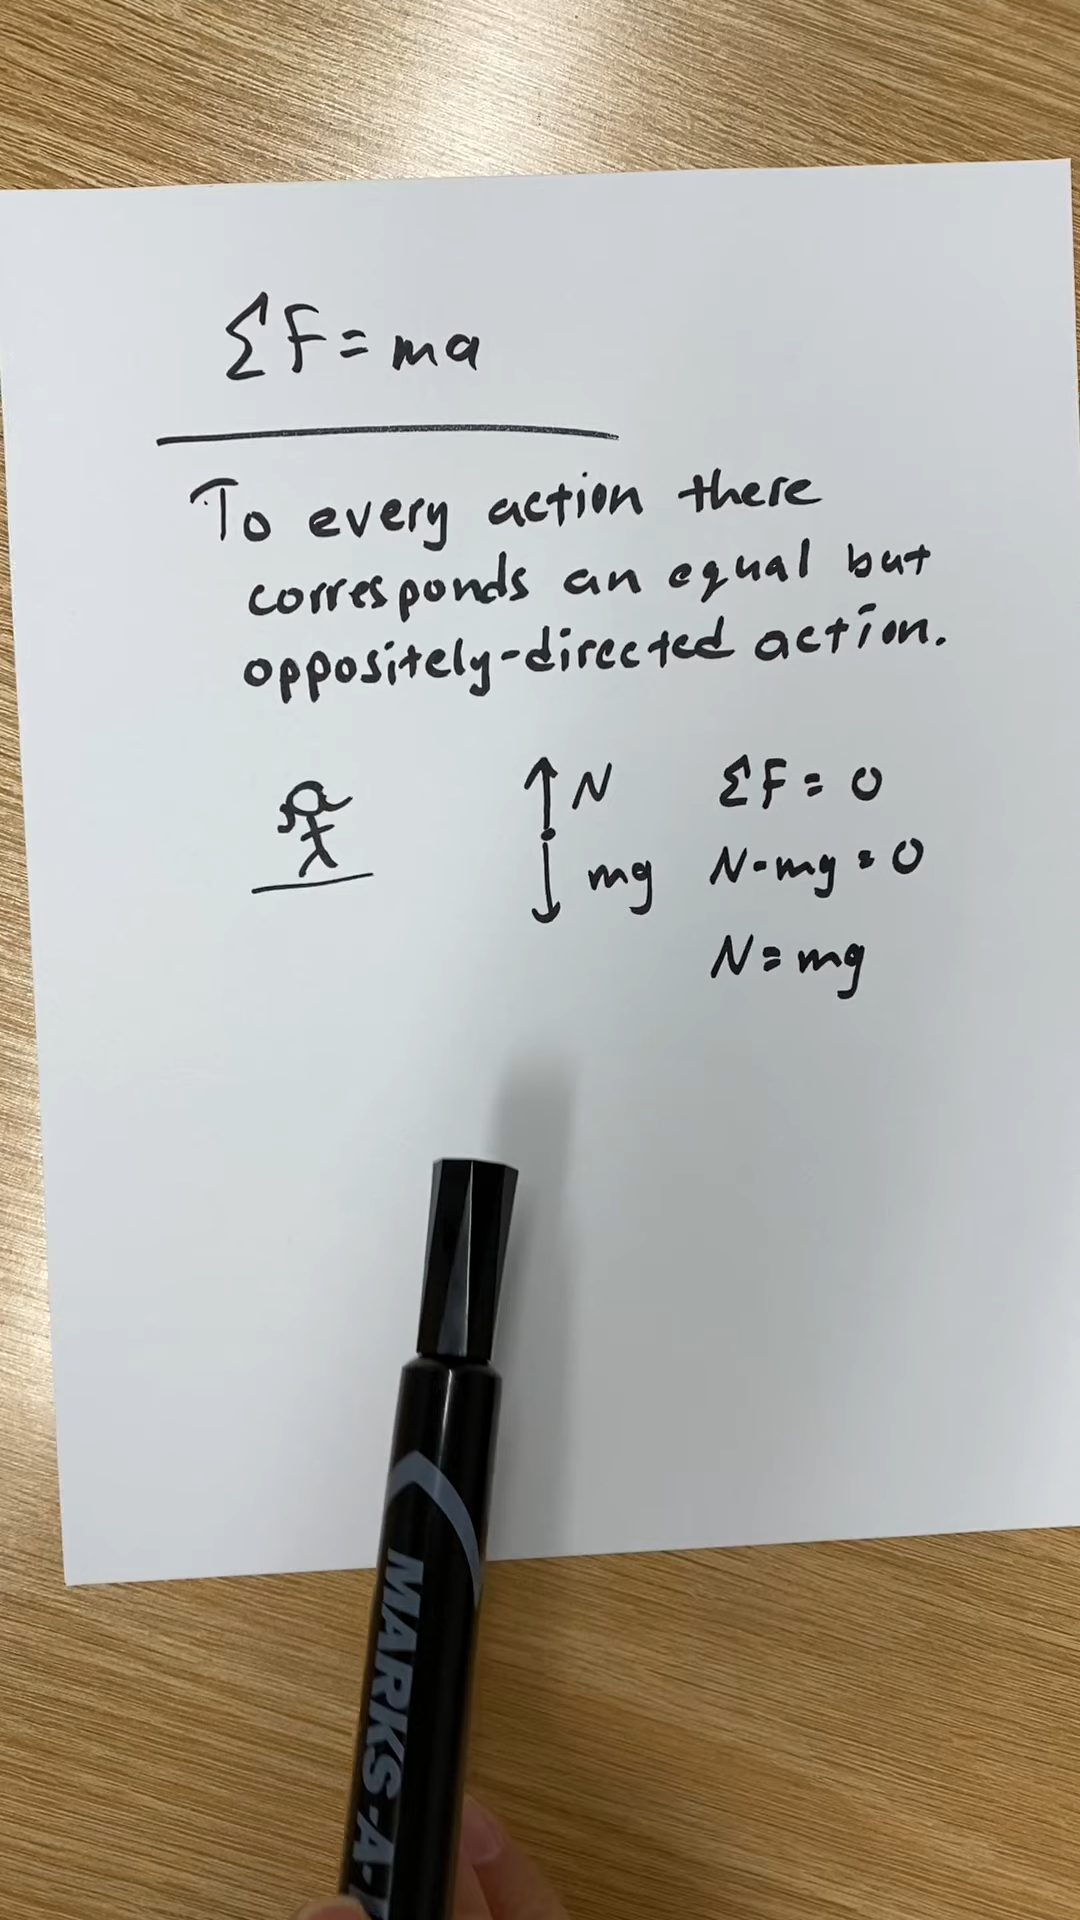 ΣF = ma
To every action there
corresponds an equal but
oppositely-directed action.
N
mg
ΣF = 0
N - mg = 0
N = mg
MARKS-A-